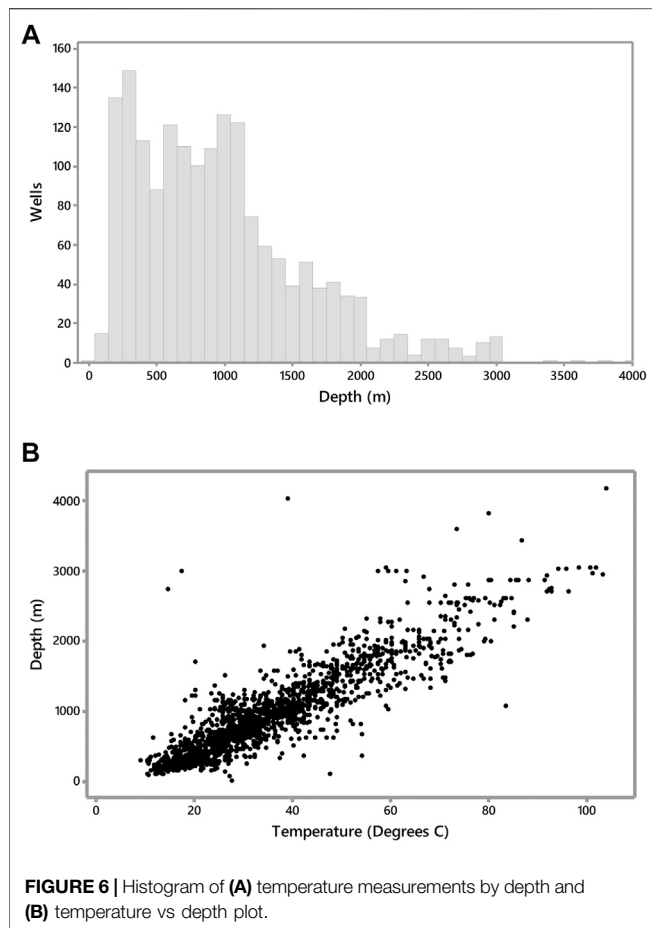 A
160
140
120
100
80
60
40
20
0
Wells
0 500 1000 1500 2000 2500 3000 3500 4000
Depth (m)
B
4000
3000
2000
1000
0
Depth (m)
0 20 40 60 80 100
Temperature (Degrees C)
FIGURE 6 | Histogram of (A) temperature measurements by depth and
(B) temperature vs depth plot.